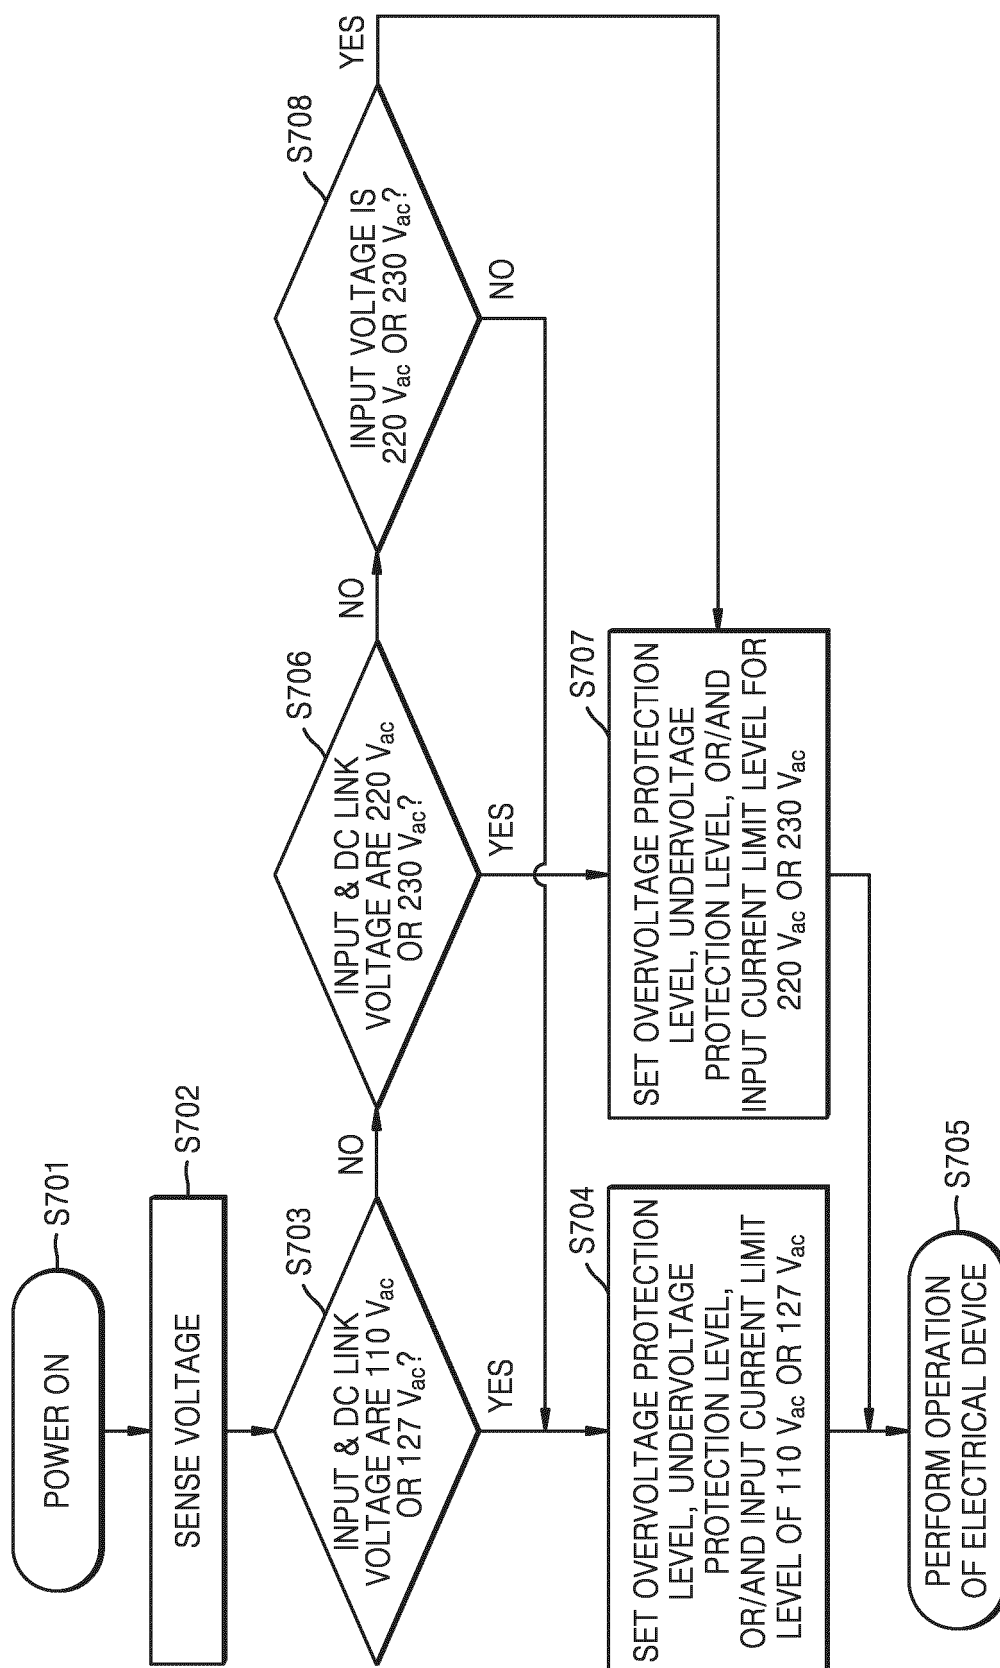 POWER ON
S701
SENSE VOLTAGE
S702
INPUT & DC LINK
VOLTAGE ARE 110 Vac
OR 127 Vac?
S703
NO
YES
INPUT & DC LINK
VOLTAGE ARE 220 Vac
OR 230 Vac?
S706
NO
YES
INPUT VOLTAGE IS
220 Vac OR 230 Vac?
S708
YES
NO
SET OVERVOLTAGE PROTECTION
LEVEL, UNDERVOLTAGE
PROTECTION LEVEL,
OR/AND INPUT CURRENT LIMIT
LEVEL OF 110 Vac OR 127 Vac
S704
SET OVERVOLTAGE PROTECTION
LEVEL, UNDERVOLTAGE
PROTECTION LEVEL, OR/AND
INPUT CURRENT LIMIT LEVEL FOR
220 Vac OR 230 Vac
S707
PERFORM OPERATION
OF ELECTRICAL DEVICE
S705